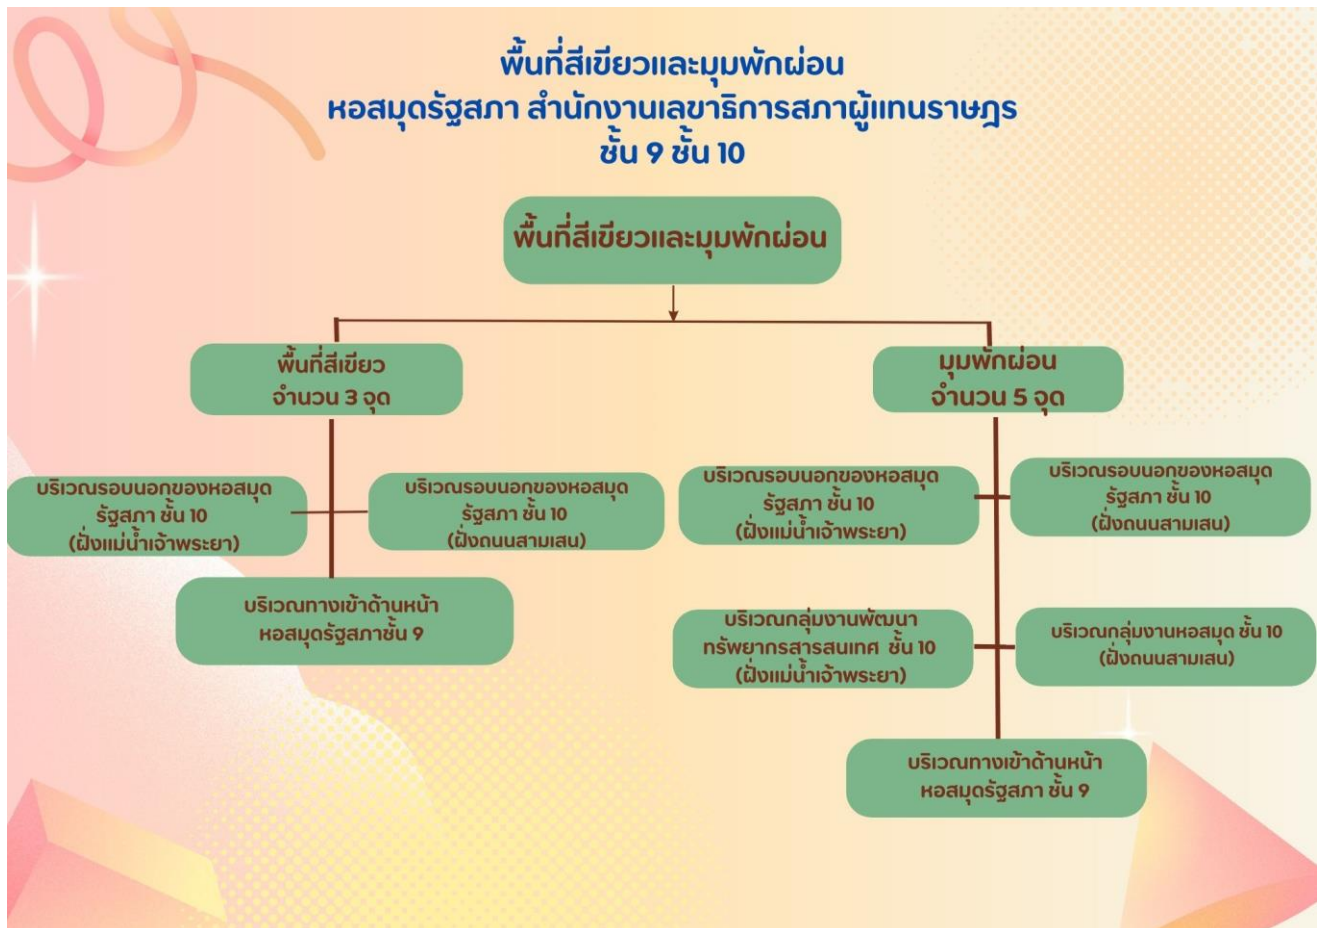 พื้นที่สีเขียวและมุมพักผ่อน
หอสมุดรัฐสภา สำนักงานเลขาธิการสภาผู้แทนราษฎร
ชั้น 9 ชั้น 10
พื้นที่สีเขียวและมุมพักผ่อน
พื้นที่สีเขียว
จำนวน 3 จุด
บริเวณรอบนอกของหอสมุด
รัฐสภา ชั้น 10
(ฝั่งแม่น้ำเจ้าพระยา)
บริเวณรอบนอกของหอสมุด
รัฐสภา ชั้น 10
(ฝั่งถนนสามเสน)
บริเวณทางเข้าด้านหน้า
หอสมุดรัฐสภาชั้น 9
มุมพักผ่อน
จำนวน 5 จุด
บริเวณรอบนอกของหอสมุด
รัฐสภา ชั้น 10
(ฝั่งแม่น้ำเจ้าพระยา)
บริเวณรอบนอกของหอสมุด
รัฐสภา ชั้น 10
(ฝั่งถนนสามเสน)
บริเวณกลุ่มงานพัฒนา
ทรัพยากรสารสนเทศ ชั้น 10
(ฝั่งแม่น้ำเจ้าพระยา)
บริเวณกลุ่มงานหอสมุด ชั้น 10
(ฝั่งถนนสามเสน)
บริเวณทางเข้าด้านหน้า
หอสมุดรัฐสภา ชั้น 9